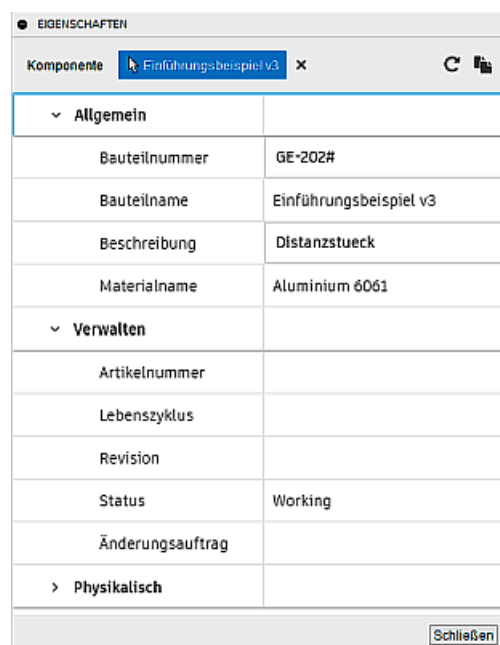 EIGENSCHAFTEN
Komponente Einführungsbeispiel v3
Allgemein
Bauteilnummer GE-202#
Bauteilname Einführungsbeispiel v3
Beschreibung Distanzstueck
Materialname Aluminium 6061
Verwalten
Artikelnummer
Lebenszyklus
Revision
Status Working
Änderungsauftrag
Physikalisch
Schließen